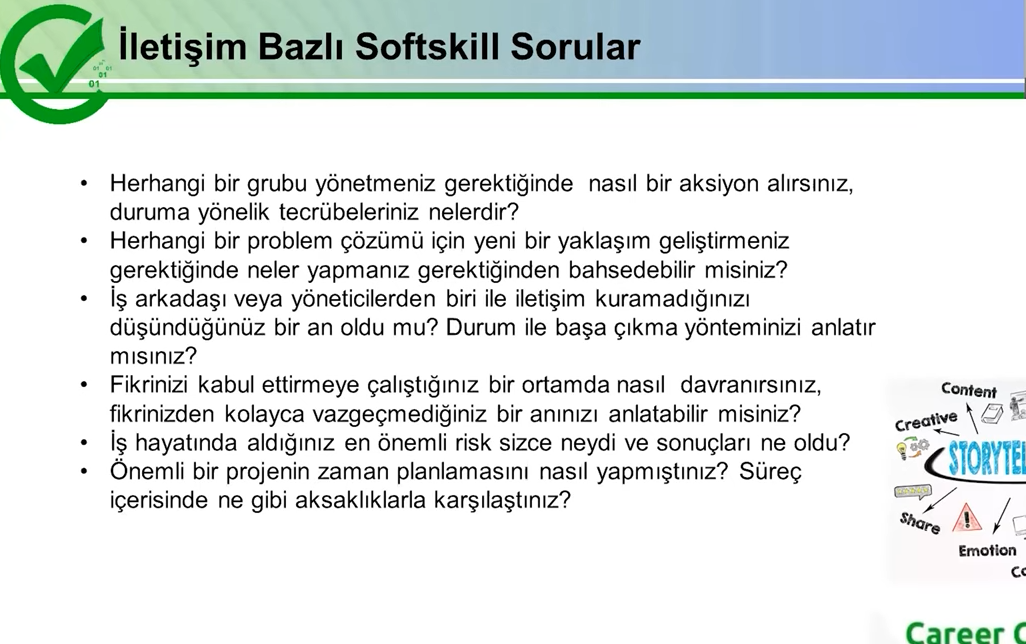 İletişim Bazlı Softskill Sorular
• Herhangi bir grubu yönetmeniz gerektiğinde nasıl bir aksiyon alırsınız,
duruma yönelik tecrübeleriniz nelerdir?
• Herhangi bir problem çözümü için yeni bir yaklaşım geliştirmeniz
gerektiğinde neler yapmanız gerektiğinden bahsedebilir misiniz?
• İş arkadaşı veya yöneticilerden biri ile iletişim kuramadığınızı
düşündüğünüz bir an oldu mu? Durum ile başa çıkma yönteminizi anlatır
mısınız?
• Fikrinizi kabul ettirmeye çalıştığınız bir ortamda nasıl davranırsınız,
fikrinizden kolayca vazgeçmediğiniz bir anınızı anlatabilir misiniz?
• İş hayatında aldığınız en önemli risk sizce neydi ve sonuçları ne oldu?
• Önemli bir projenin zaman planlamasını nasıl yapmıştınız? Süreç
içerisinde ne gibi aksaklıklarla karşılaştınız?
01
01
Content
Creative
STORYTEL
Share
Emotion
Co
Career C